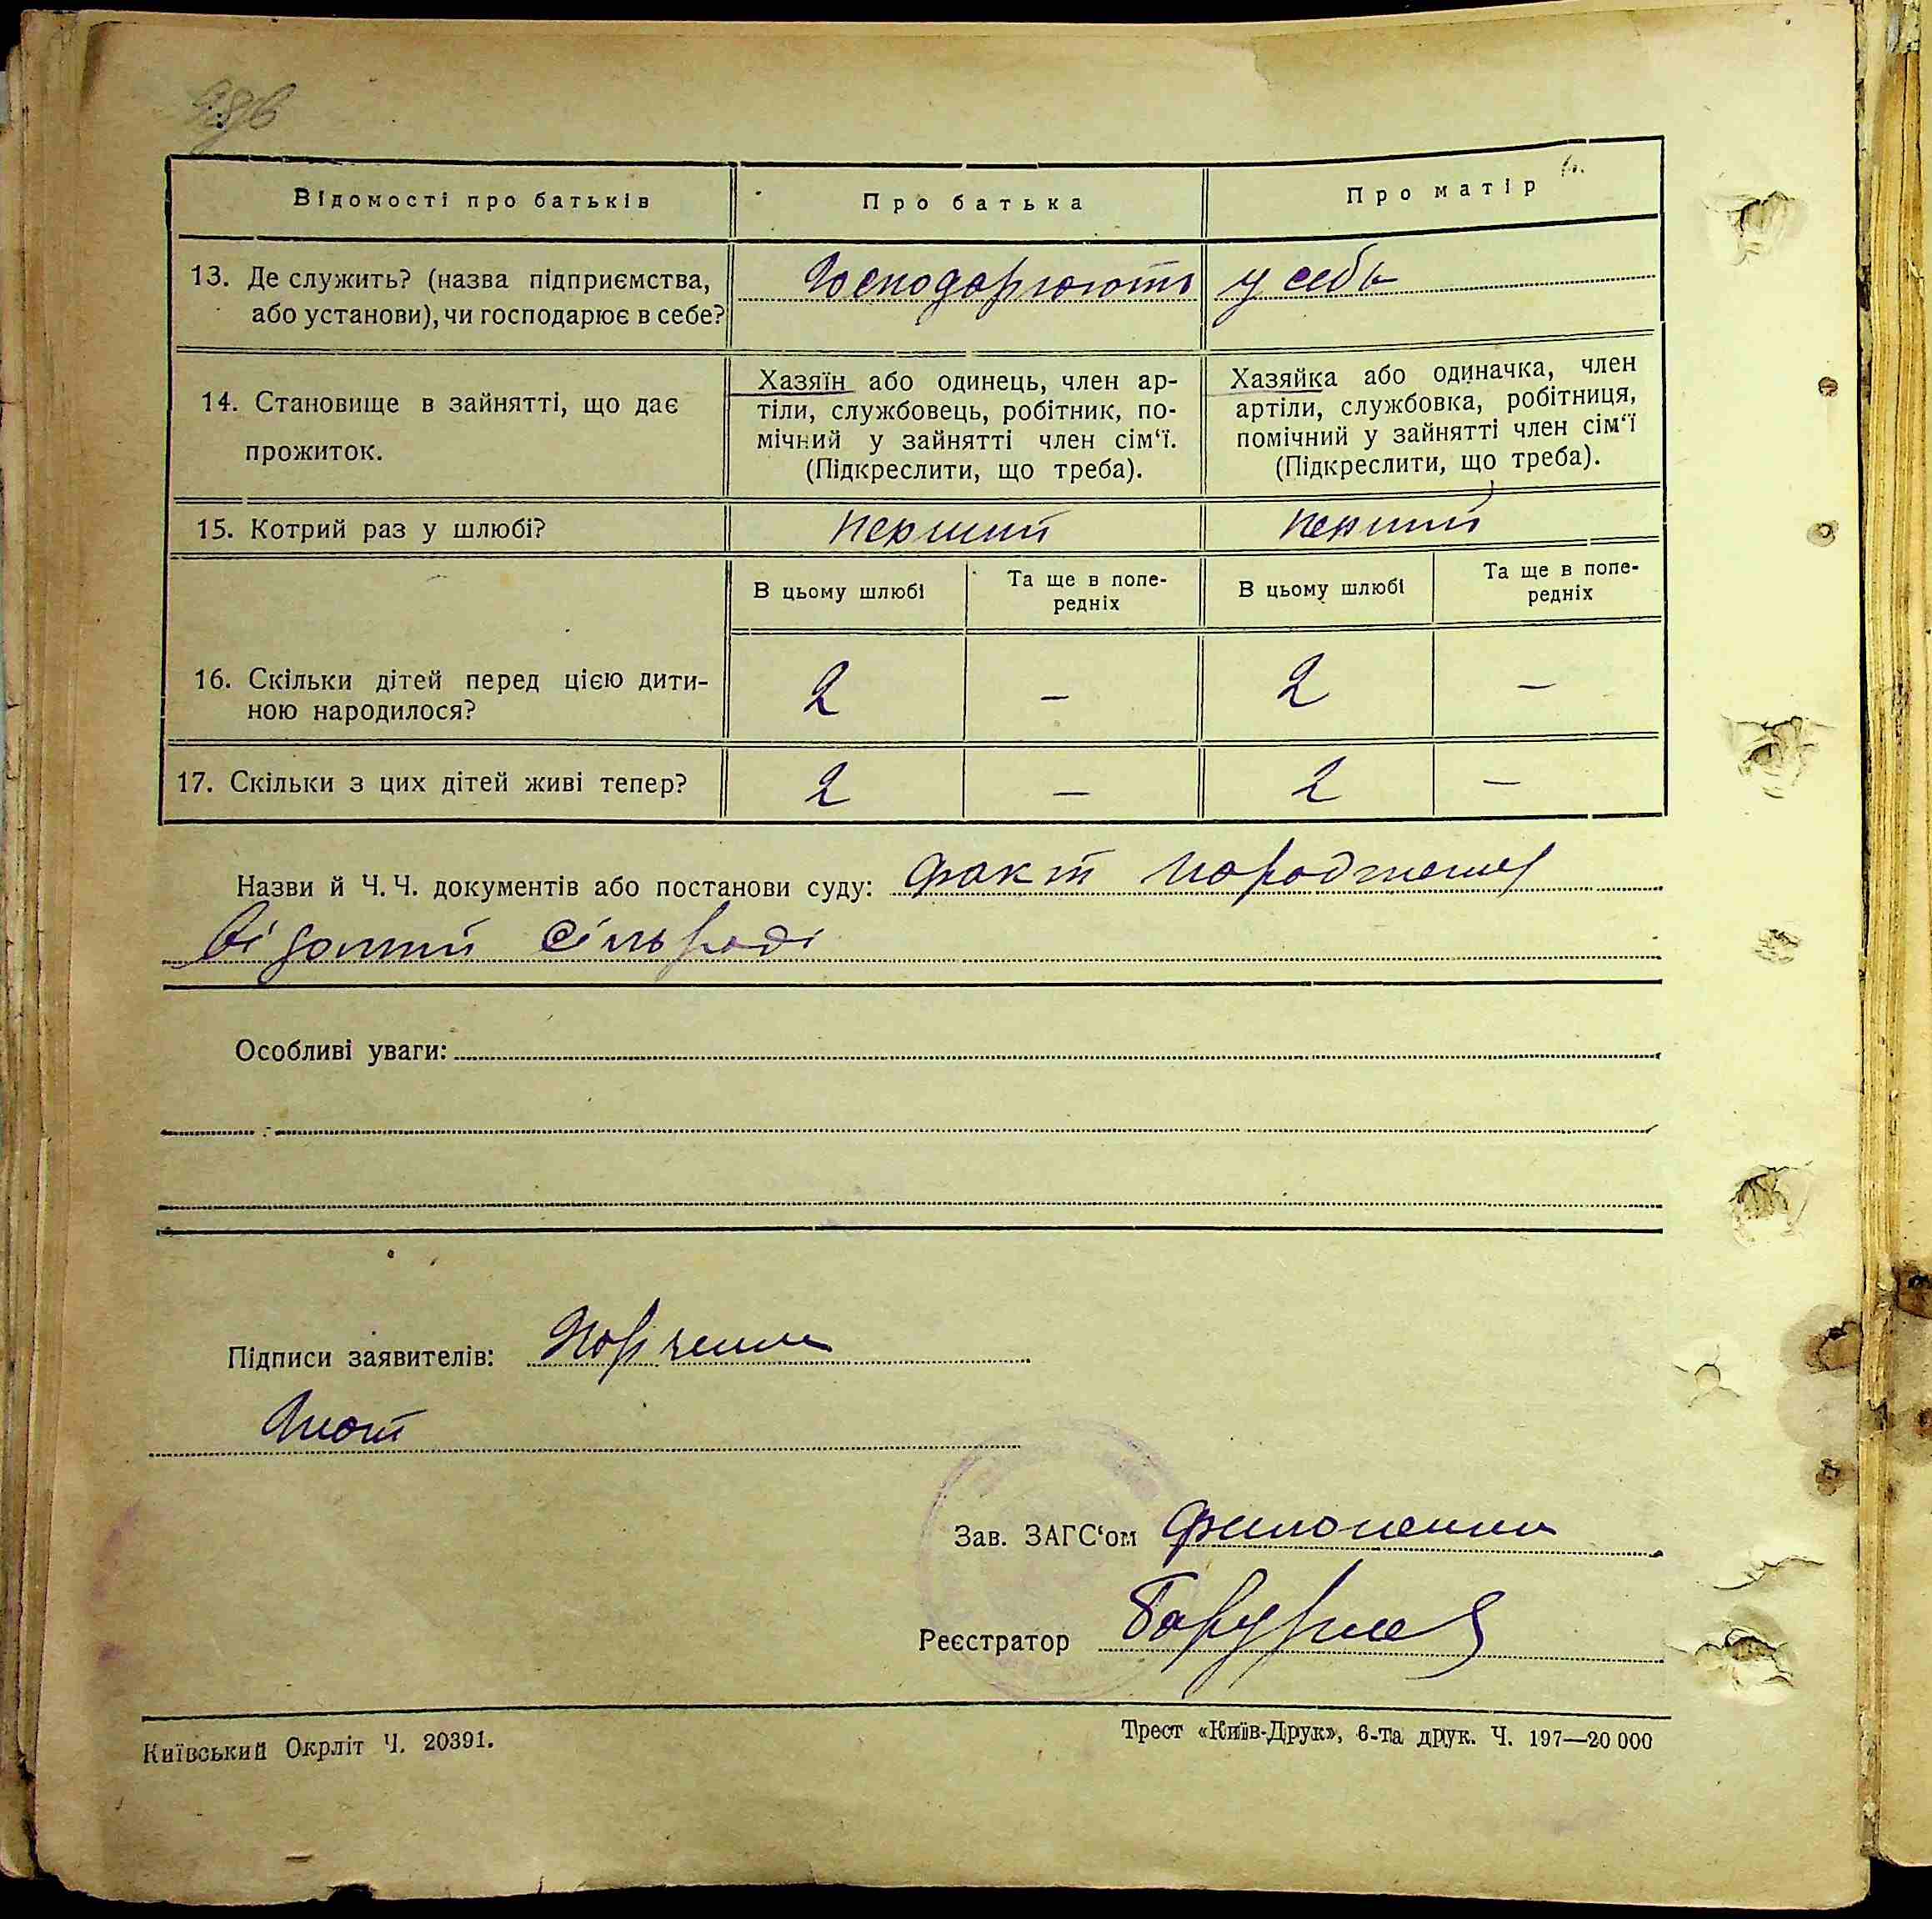 Відомості про батьків
Про батька
Про матір
13. Де служить? (назва підприємства,
або установи), чи господарює в себе?
Господарюють
у себе
14. Становище в зайнятті, що дає
прожиток.
Хазяїн або одинець, член ар-
тіли, службовець, робітник, по-
мічний у зайнятті член сім‘ї.
(Підкреслити, що треба).
Хазяйка або одиначка, член
артіли, службовка, робітниця,
помічний у зайнятті член сім‘ї
(Підкреслити, що треба).
15. Котрий раз у шлюбі?
перший
перший
В цьому шлюбі
Та ще в попе-
редніх
В цьому шлюбі
Та ще в попе-
редніх
16. Скільки дітей перед цією дити-
ною народилося?
2
—
2
—
17. Скільки з цих дітей живі тепер?
2
—
2
—
Назви й Ч. Ч. документів або постанови суду: факт народження
відомий сільраді
Особливі уваги:
Підписи заявителів:
Зав. ЗАГС‘ом
Реєстратор
Київський Окрліт Ч. 20391.
Трест «Київ-Друк», 6-та друк. Ч. 197—20 000